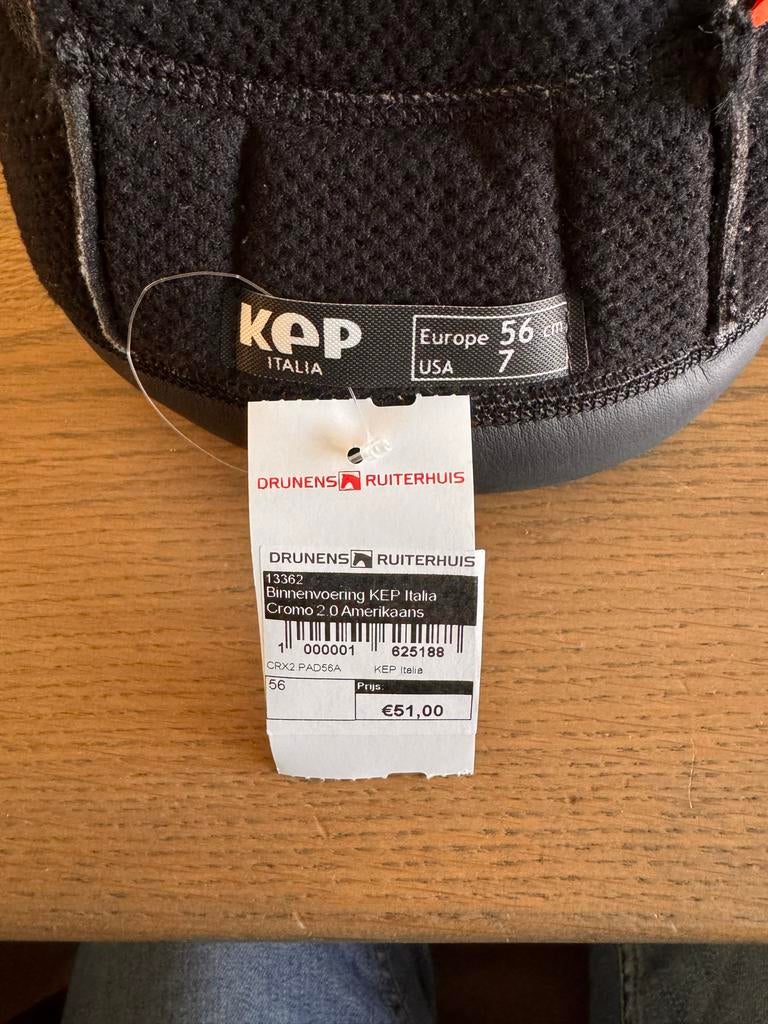 KEP
ITALIA
Europe 56 cm
USA 7
DRUNENS RUITERHUIS
DRUNENS RUITERHUIS
13362
Binnenvoering KEP Italia
Cromo 2.0 Amerikaans
1 000001 625188
CRX2.PAD56A KEP Italia
56 Prijs:
€51,00